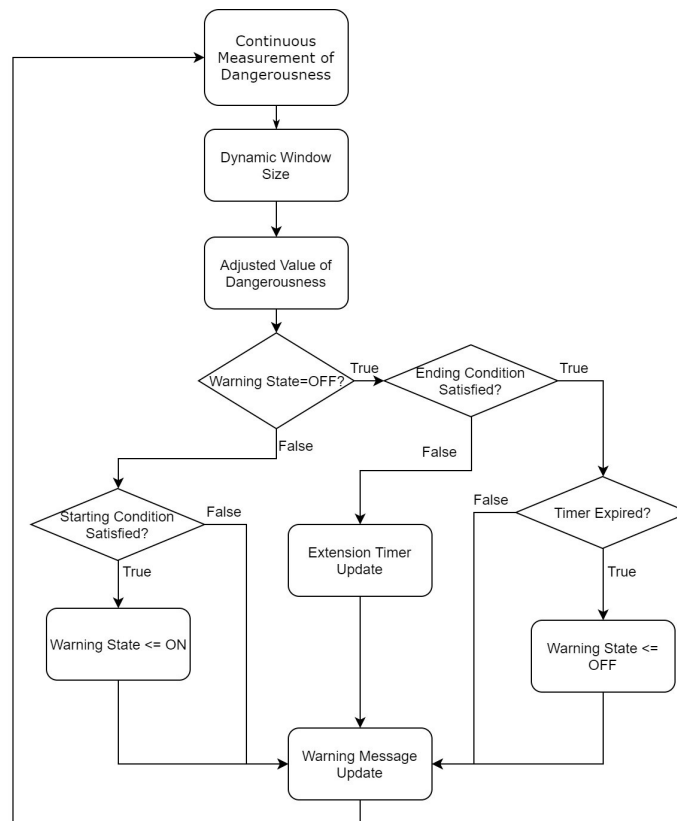 Continuous
Measurement of
Dangerousness
Dynamic Window
Size
Adjusted Value of
Dangerousness
Warning State=OFF?
True
Ending Condition
Satisfied?
True
False
False
Starting Condition
Satisfied?
False
False
Timer Expired?
Extension Timer
Update
True
True
Warning State <= ON
Warning State <=
OFF
Warning Message
Update